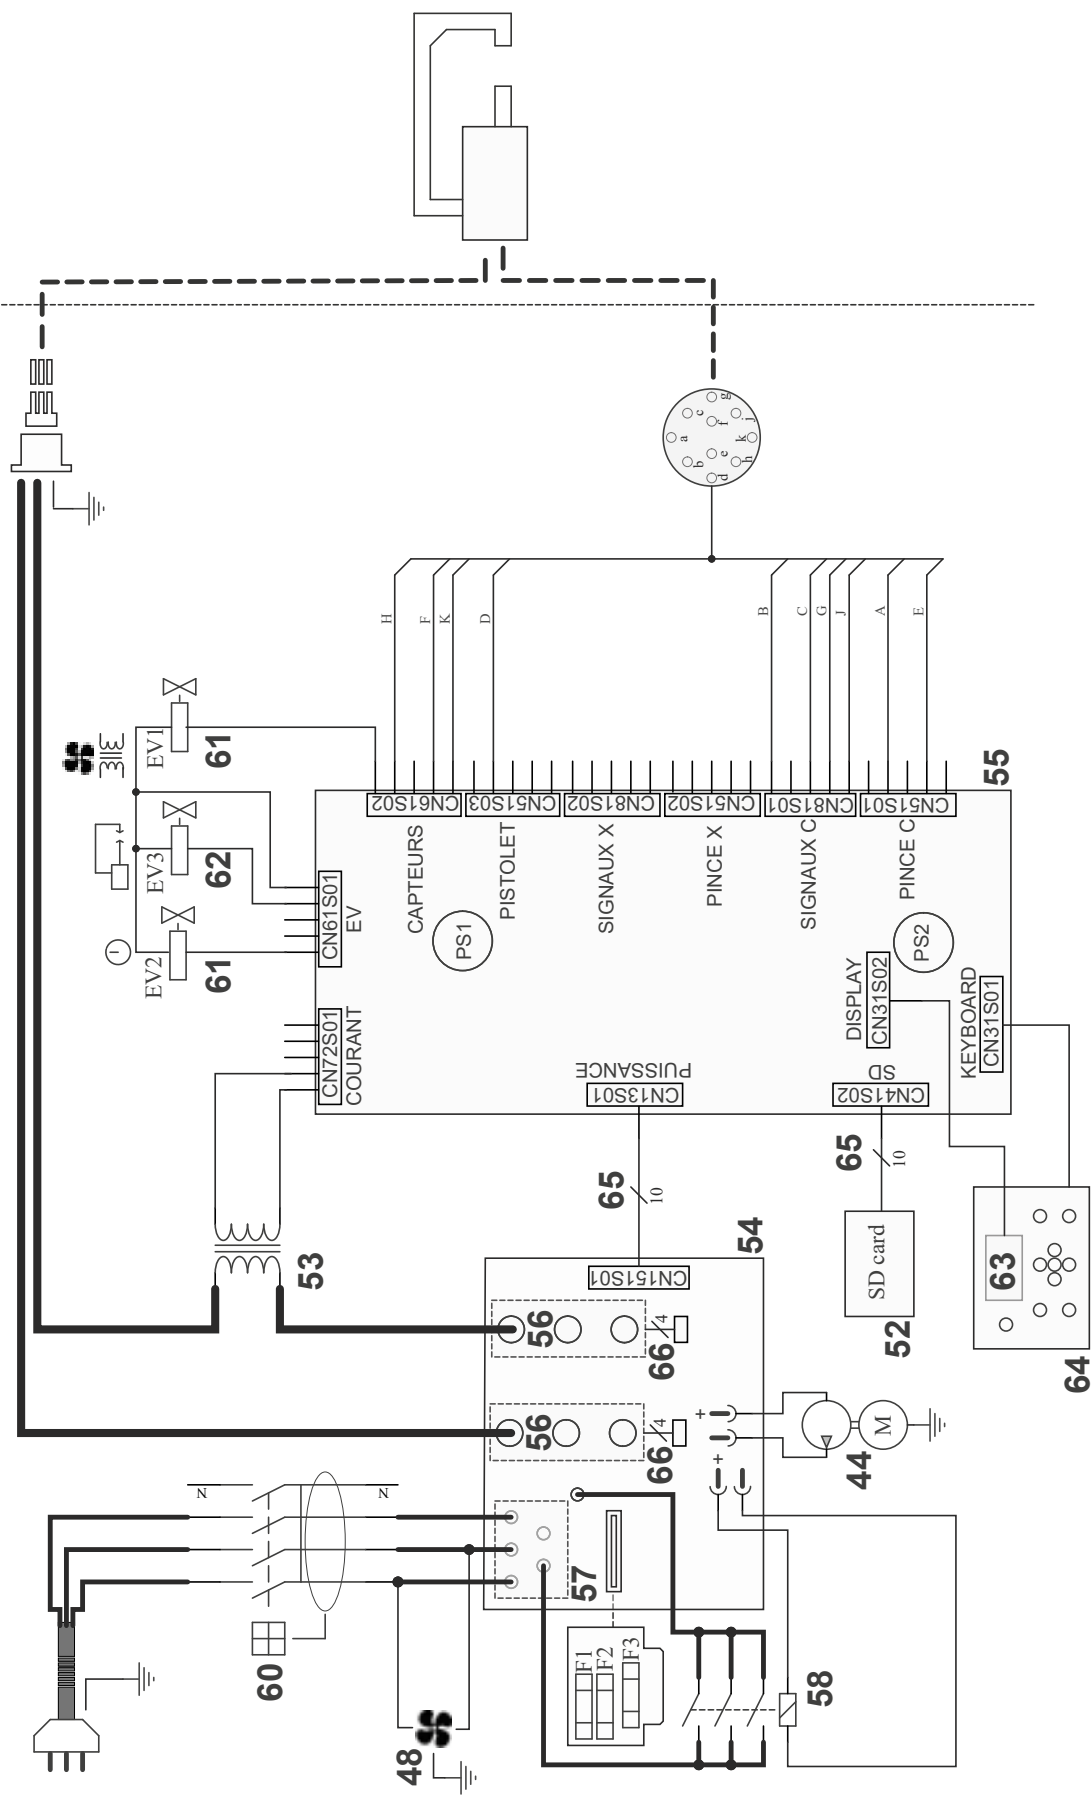 g
c
j
a
f
k
b
e
h
d
H
F
K
D
B
C
G
J
A
E
EV1
61
EV3
62
EV2
61
55
CN61S02
CN51S03
CN81S02
CN51S02
CN81S01
CN51S01
CAPTEURS
PISTOLET
SIGNAUX X
PINCE X
SIGNAUX C
PINCE C
CN61S01
EV
PS1
PS2
CN72S01
COURANT
DISPLAY
CN31S02
KEYBOARD
CN31S01
PUISSANCE
CN13S01
SD
CN41S02
65
10
65
10
53
54
CN151S01
SD card
52
63
64
56
66
4
56
66
4
+
+
M
44
N
N
57
60
F1
F2
F3
58
48